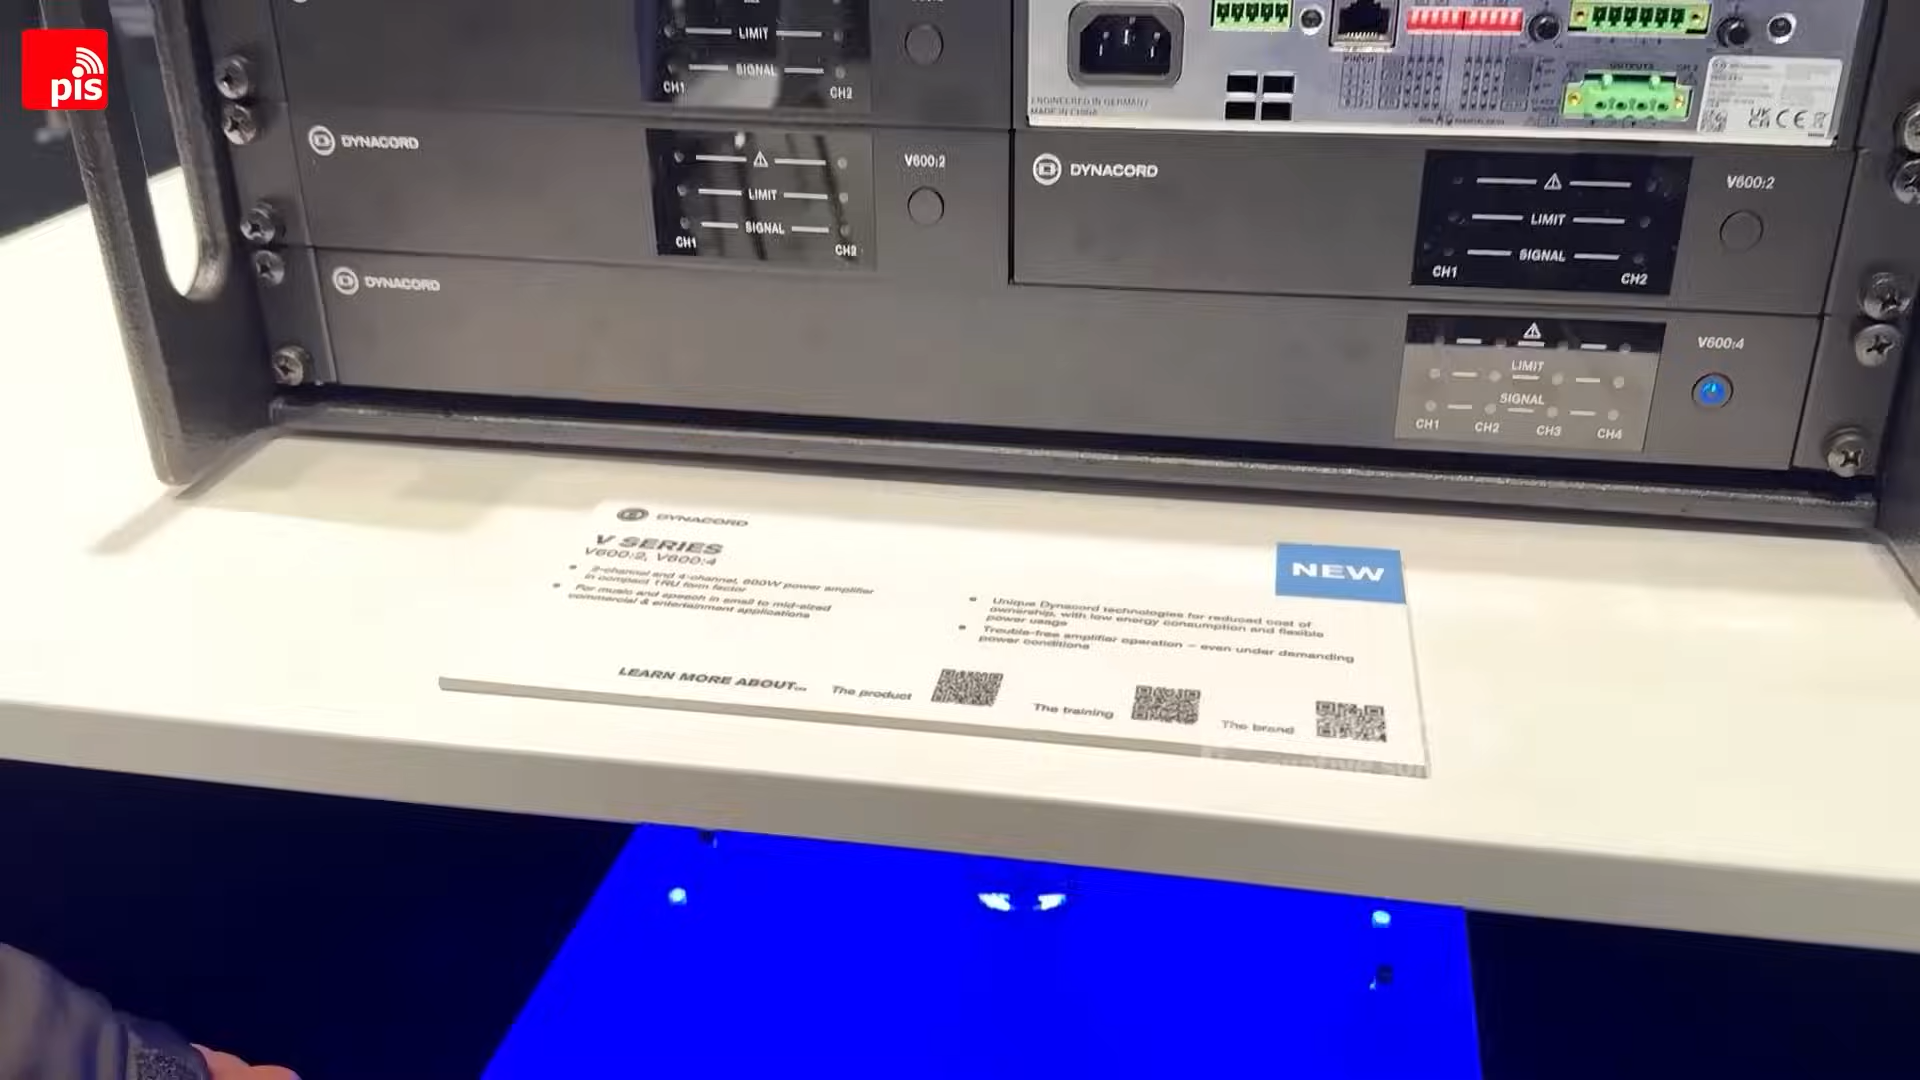 pis
LIMIT
SIGNAL
CH1
CH2
ENGINEERED IN GERMANY
MADE IN CHINA
OUTPUTS
DYNACORD
LIMIT
SIGNAL
CH1
CH2
V600:2
DYNACORD
LIMIT
SIGNAL
CH1
CH2
V600:2
DYNACORD
LIMIT
SIGNAL
CH1 CH2 CH3 CH4
V600:4
DYNACORD
V SERIES
V600:2, V600:4
• 2-channel and 4-channel, 600W power amplifier
in compact 1RU form factor
• For music and speech in small to mid-sized
commercial & entertainment applications
NEW
• Unique Dynacord technologies for reduced cost of
ownership, with low energy consumption and flexible
power usage
• Trouble-free amplifier operation – even under demanding
power conditions
LEARN MORE ABOUT... The product The training The brand